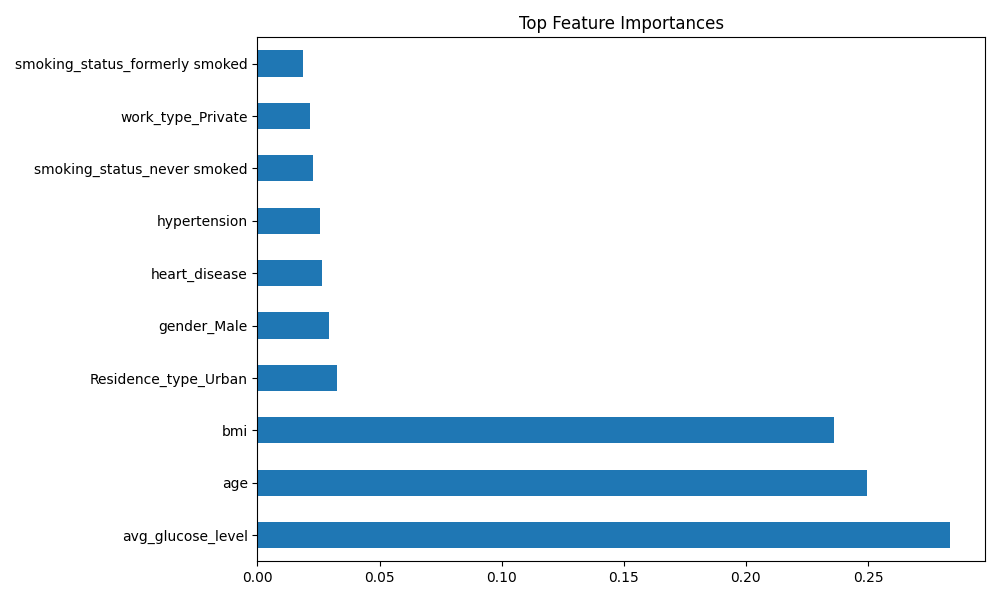 Top Feature Importances
smoking_status_formerly smoked
work_type_Private
smoking_status_never smoked
hypertension
heart_disease
gender_Male
Residence_type_Urban
bmi
age
avg_glucose_level
0.00 0.05 0.10 0.15 0.20 0.25